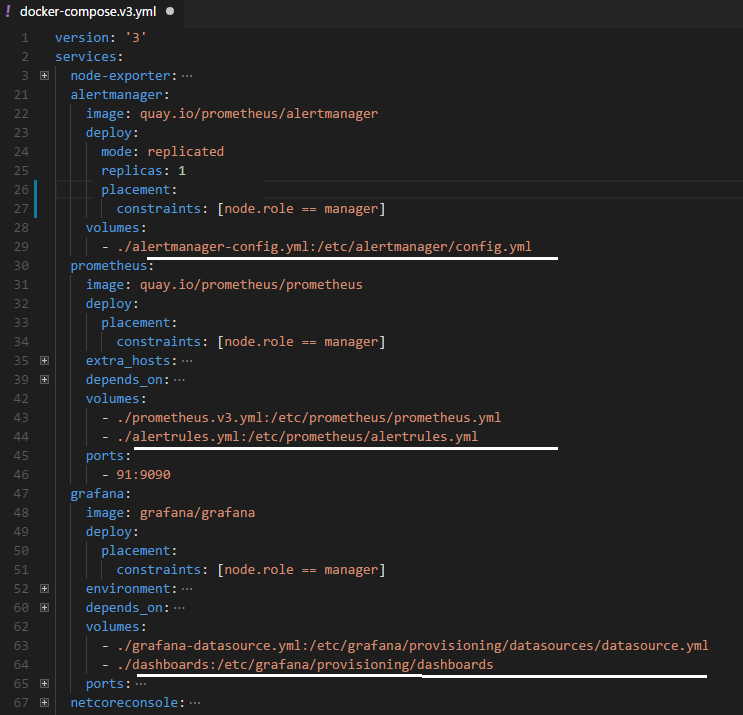 ! docker-compose.v3.yml ●
1 version: '3'
2 services:
3 node-exporter: ···
21 alertmanager:
22 image: quay.io/prometheus/alertmanager
23 deploy:
24 mode: replicated
25 replicas: 1
26 placement:
27 constraints: [node.role == manager]
28 volumes:
29 - ./alertmanager-config.yml:/etc/alertmanager/config.yml
30 prometheus:
31 image: quay.io/prometheus/prometheus
32 deploy:
33 placement:
34 constraints: [node.role == manager]
35 extra_hosts: ···
39 depends_on: ···
42 volumes:
43 - ./prometheus.v3.yml:/etc/prometheus/prometheus.yml
44 - ./alertrules.yml:/etc/prometheus/alertrules.yml
45 ports:
46 - 91:9090
47 grafana:
48 image: grafana/grafana
49 deploy:
50 placement:
51 constraints: [node.role == manager]
52 environment: ···
60 depends_on: ···
62 volumes:
63 - ./grafana-datasource.yml:/etc/grafana/provisioning/datasources/datasource.yml
64 - ./dashboards:/etc/grafana/provisioning/dashboards
65 ports: ···
67 netcoreconsole: ···